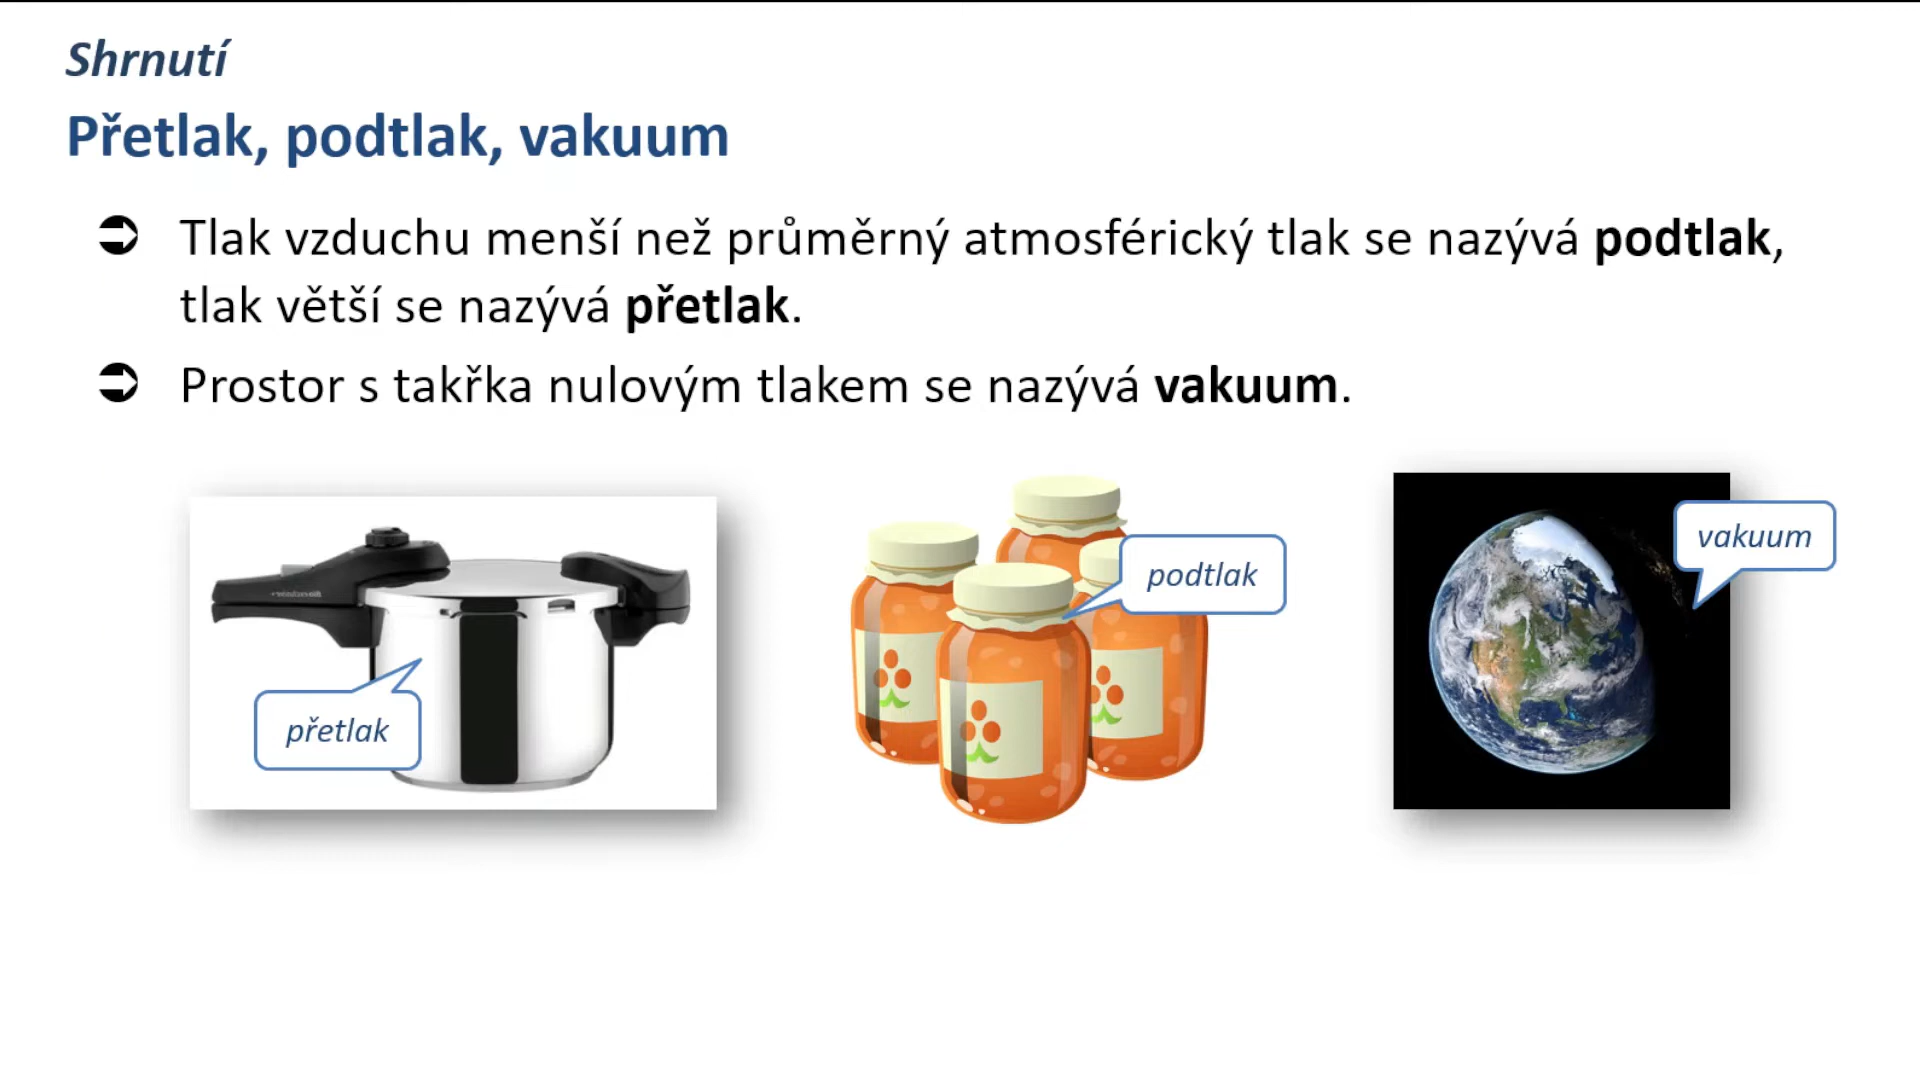 Shrnutí
Přetlak, podtlak, vakuum
Tlak vzduchu menší než průměrný atmosférický tlak se nazývá podtlak,
tlak větší se nazývá přetlak.
Prostor s takřka nulovým tlakem se nazývá vakuum.
přetlak
podtlak
vakuum